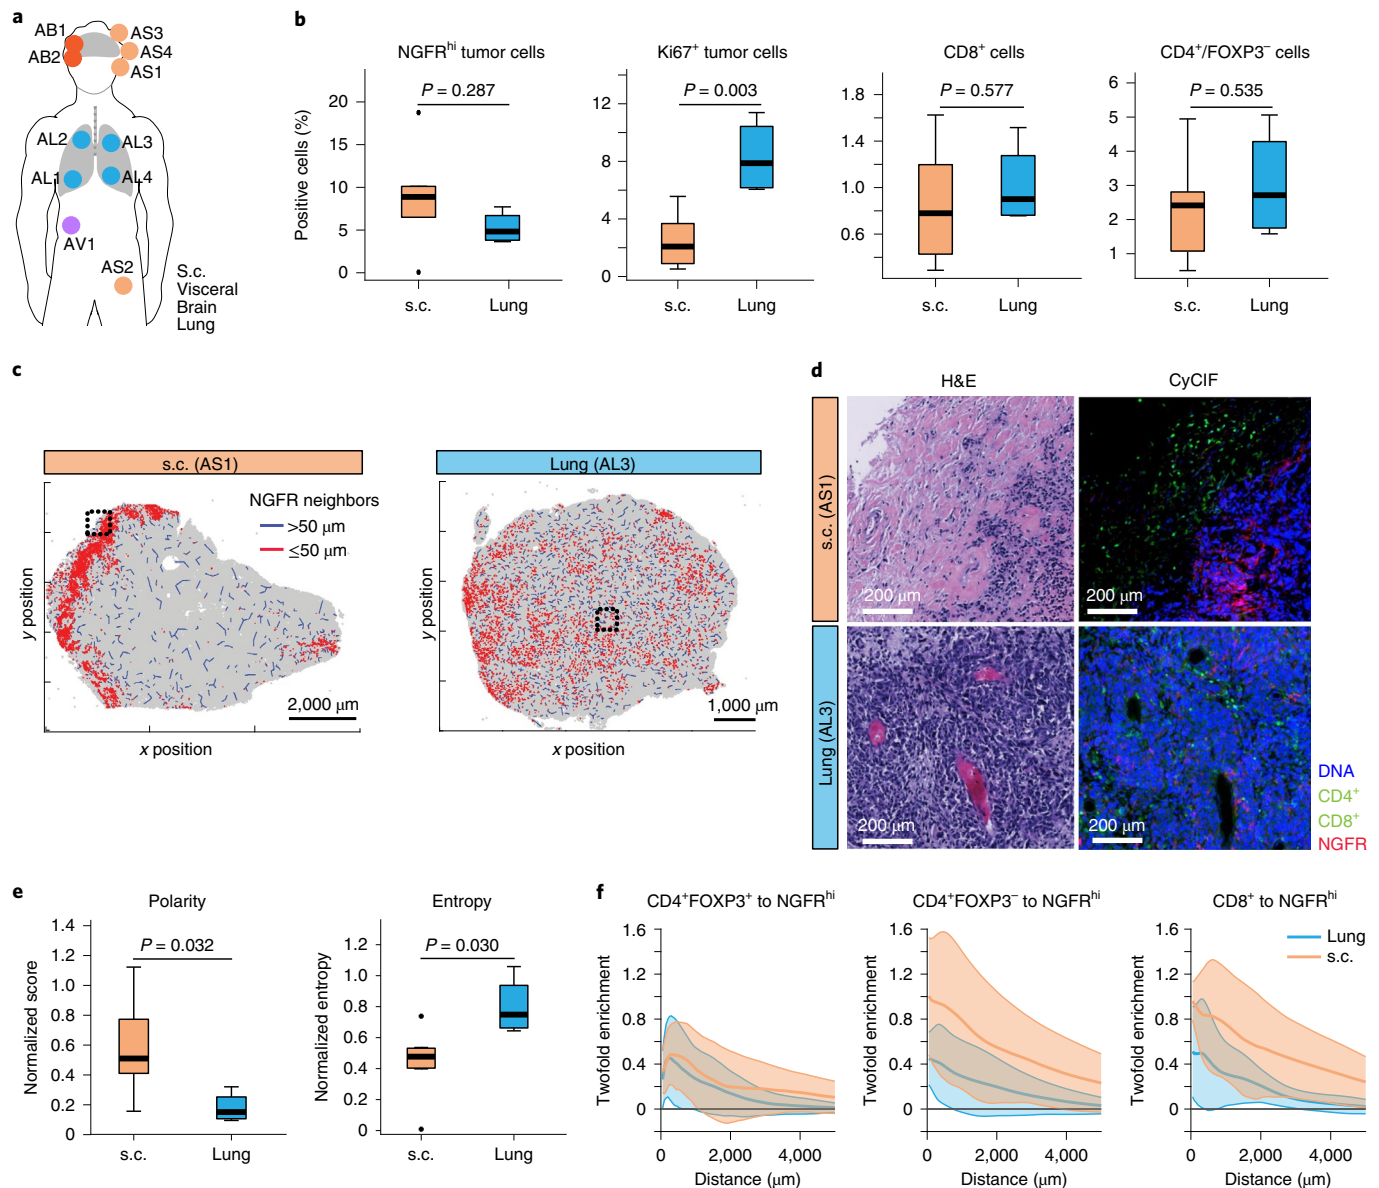 a
AB1
AB2
AS3
AS4
AS1
AL2
AL3
AL1
AL4
AV1
AS2
S.c.
Visceral
Brain
Lung
b
NGFRhi tumor cells
Ki67+ tumor cells
CD8+ cells
CD4+/FOXP3– cells
Positive cells (%)
20
15
10
5
0
P = 0.287
s.c.
Lung
12
8
4
0
P = 0.003
s.c.
Lung
1.8
1.4
1.0
0.6
P = 0.577
s.c.
Lung
6
5
4
3
2
1
P = 0.535
s.c.
Lung
c
s.c. (AS1)
NGFR neighbors
>50 μm
≤50 μm
y position
2,000 μm
x position
Lung (AL3)
y position
1,000 μm
x position
d
H&E
CyCIF
s.c. (AS1)
200 μm
200 μm
Lung (AL3)
200 μm
200 μm
DNA
CD4+
CD8+
NGFR
e
Polarity
Normalized score
1.4
1.2
1.0
0.8
0.6
0.4
0.2
0
P = 0.032
s.c.
Lung
Entropy
Normalized entropy
1.2
1.0
0.8
0.6
0.4
0.2
0
P = 0.030
s.c.
Lung
f
CD4+FOXP3+ to NGFRhi
Twofold enrichment
1.6
1.2
0.8
0.4
0
0
2,000
4,000
Distance (μm)
CD4+FOXP3– to NGFRhi
Twofold enrichment
1.6
1.2
0.8
0.4
0
0
2,000
4,000
Distance (μm)
CD8+ to NGFRhi
Lung
s.c.
Twofold enrichment
1.6
1.2
0.8
0.4
0
0
2,000
4,000
Distance (μm)